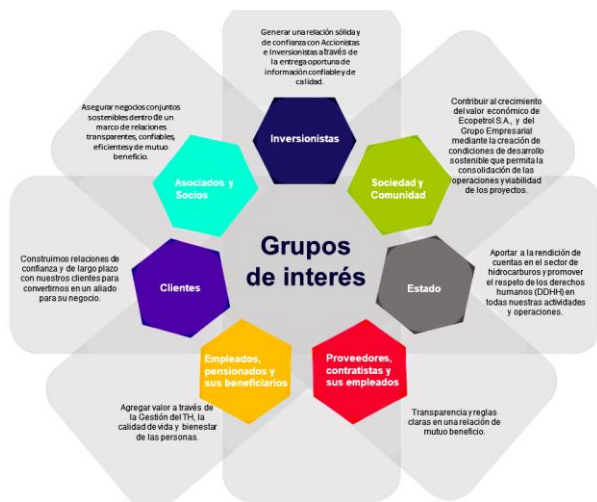 Generar una relación sólida
y de confianza con Accionistas
e Inversionistas a través de
la entrega oportuna de
información confiable y de
calidad.
Inversionistas
Contribuir al crecimiento
del valor económico de
Ecopetrol S.A., y del
Grupo Empresarial
mediante la creación de
condiciones de desarrollo
sostenible que permita la
consolidación de las
operaciones y viabilidad
de los proyectos.
Sociedad y
Comunidad
Aportar a la rendición de
cuentas en el sector de
hidrocarburos y promover
el respeto de los derechos
humanos (DDHH) en
todas nuestras actividades
y operaciones.
Estado
Proveedores,
contratistas y
sus empleados
Transparencia y reglas
claras en una relación de
mutuo beneficio.
Empleados,
pensionados y
sus beneficiarios
Agregar valor a través de
la Gestión del TH, la
calidad de vida y bienestar
de las personas.
Clientes
Construimos relaciones de
confianza y de largo plazo
con nuestros clientes para
convertirnos en un aliado
para su negocio.
Asociados y
Socios
Asegurar negocios conjuntos
sostenibles dentro de un
marco de relaciones
transparentes, confiables,
eficientes y de mutuo
beneficio.
Grupos
de interés